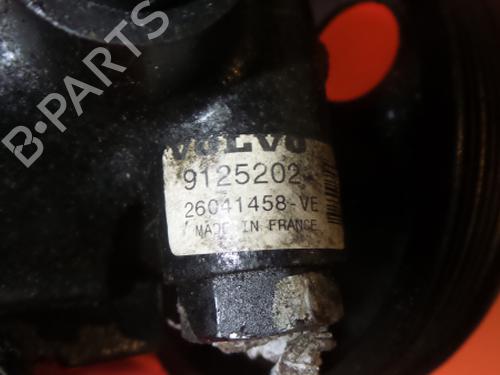 B-PARTS
VOLVO
9125202
26041458-VE
MADE IN FRANCE